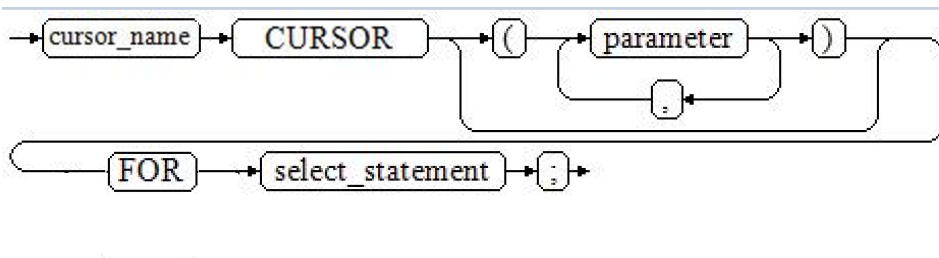 cursor_name CURSOR ( parameter )
,
FOR select_statement ;